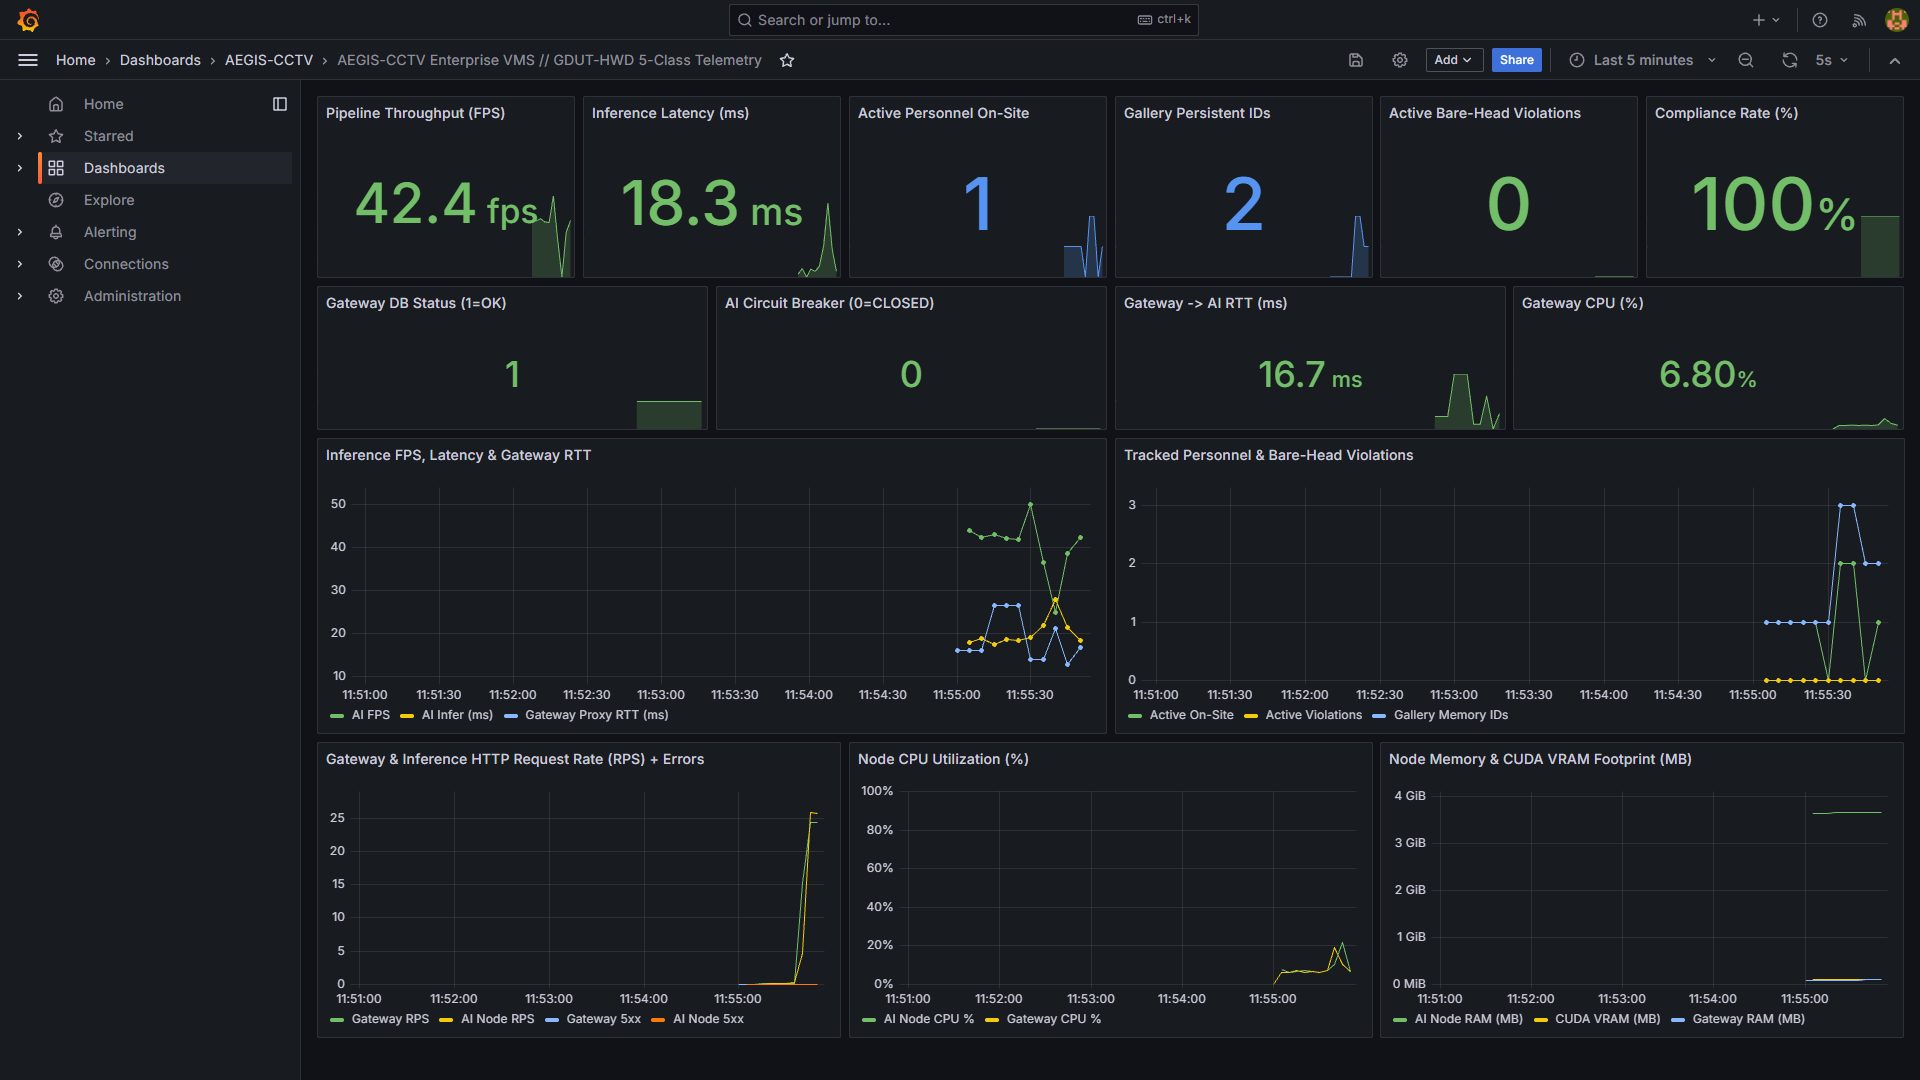 Search or jump to...
ctrl+k
Home › Dashboards › AEGIS-CCTV › AEGIS-CCTV Enterprise VMS // GDUT-HWD 5-Class Telemetry
Add
Share
Last 5 minutes
5s
Home
Starred
Dashboards
Explore
Alerting
Connections
Administration
Pipeline Throughput (FPS)
42.4 fps
Inference Latency (ms)
18.3 ms
Active Personnel On-Site
1
Gallery Persistent IDs
2
Active Bare-Head Violations
0
Compliance Rate (%)
100%
Gateway DB Status (1=OK)
1
AI Circuit Breaker (0=CLOSED)
0
Gateway -> AI RTT (ms)
16.7 ms
Gateway CPU (%)
6.80%
Inference FPS, Latency & Gateway RTT
50
40
30
20
10
11:51:00 11:51:30 11:52:00 11:52:30 11:53:00 11:53:30 11:54:00 11:54:30 11:55:00 11:55:30
AI FPS AI Infer (ms) Gateway Proxy RTT (ms)
Tracked Personnel & Bare-Head Violations
3
2
1
0
11:51:00 11:51:30 11:52:00 11:52:30 11:53:00 11:53:30 11:54:00 11:54:30 11:55:00 11:55:30
Active On-Site Active Violations Gallery Memory IDs
Gateway & Inference HTTP Request Rate (RPS) + Errors
25
20
15
10
5
0
11:51:00 11:52:00 11:53:00 11:54:00 11:55:00
Gateway RPS AI Node RPS Gateway 5xx AI Node 5xx
Node CPU Utilization (%)
100%
80%
60%
40%
20%
0%
11:51:00 11:52:00 11:53:00 11:54:00 11:55:00
AI Node CPU % Gateway CPU %
Node Memory & CUDA VRAM Footprint (MB)
4 GiB
3 GiB
2 GiB
1 GiB
0 MiB
11:51:00 11:52:00 11:53:00 11:54:00 11:55:00
AI Node RAM (MB) CUDA VRAM (MB) Gateway RAM (MB)